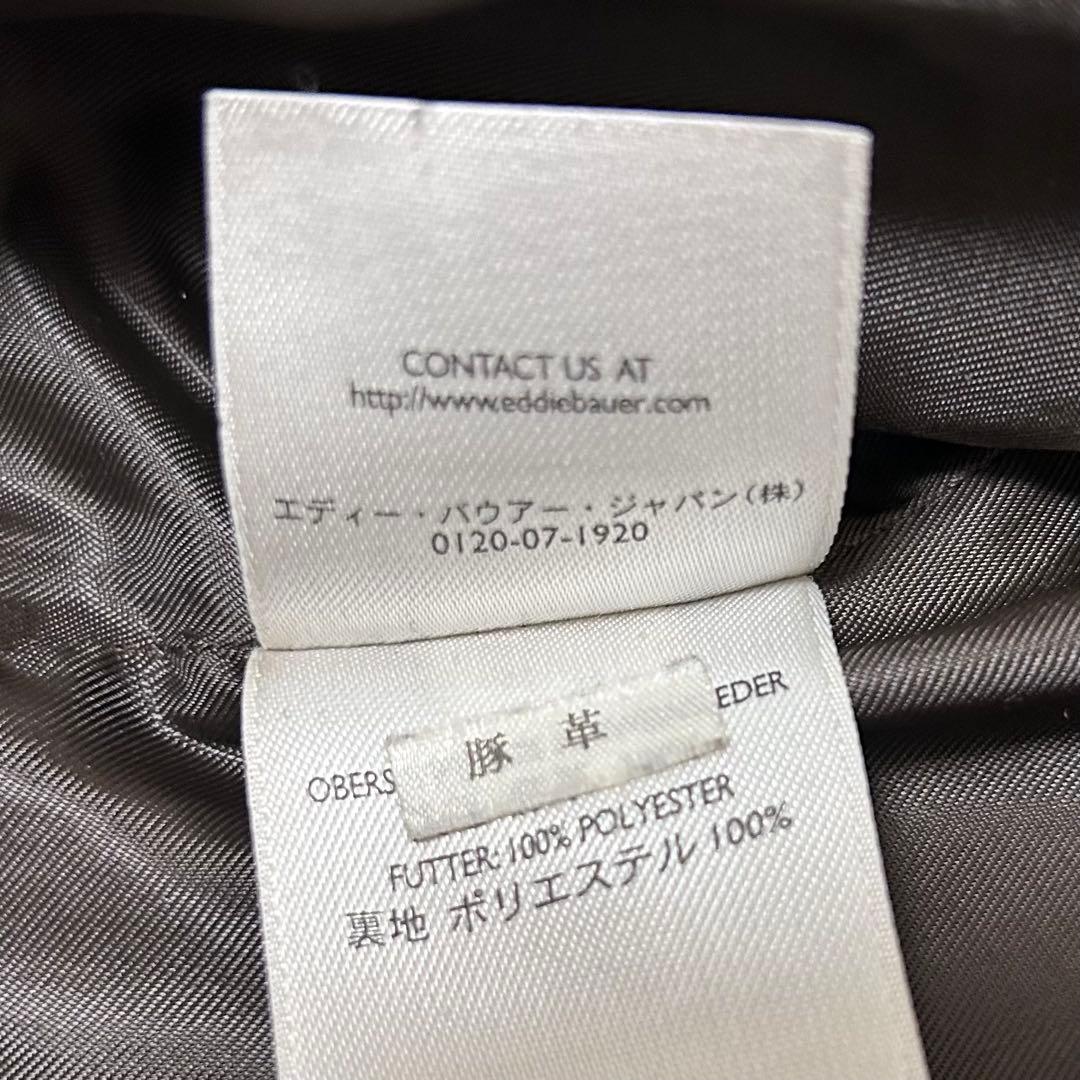 CONTACT US AT
http://www.eddiebauer.com
エディー・バウアー・ジャパン(株)
0120-07-1920
OBERS EDER
豚 革
FUTTER: 100% POLYESTER
裏地 ポリエステル 100%